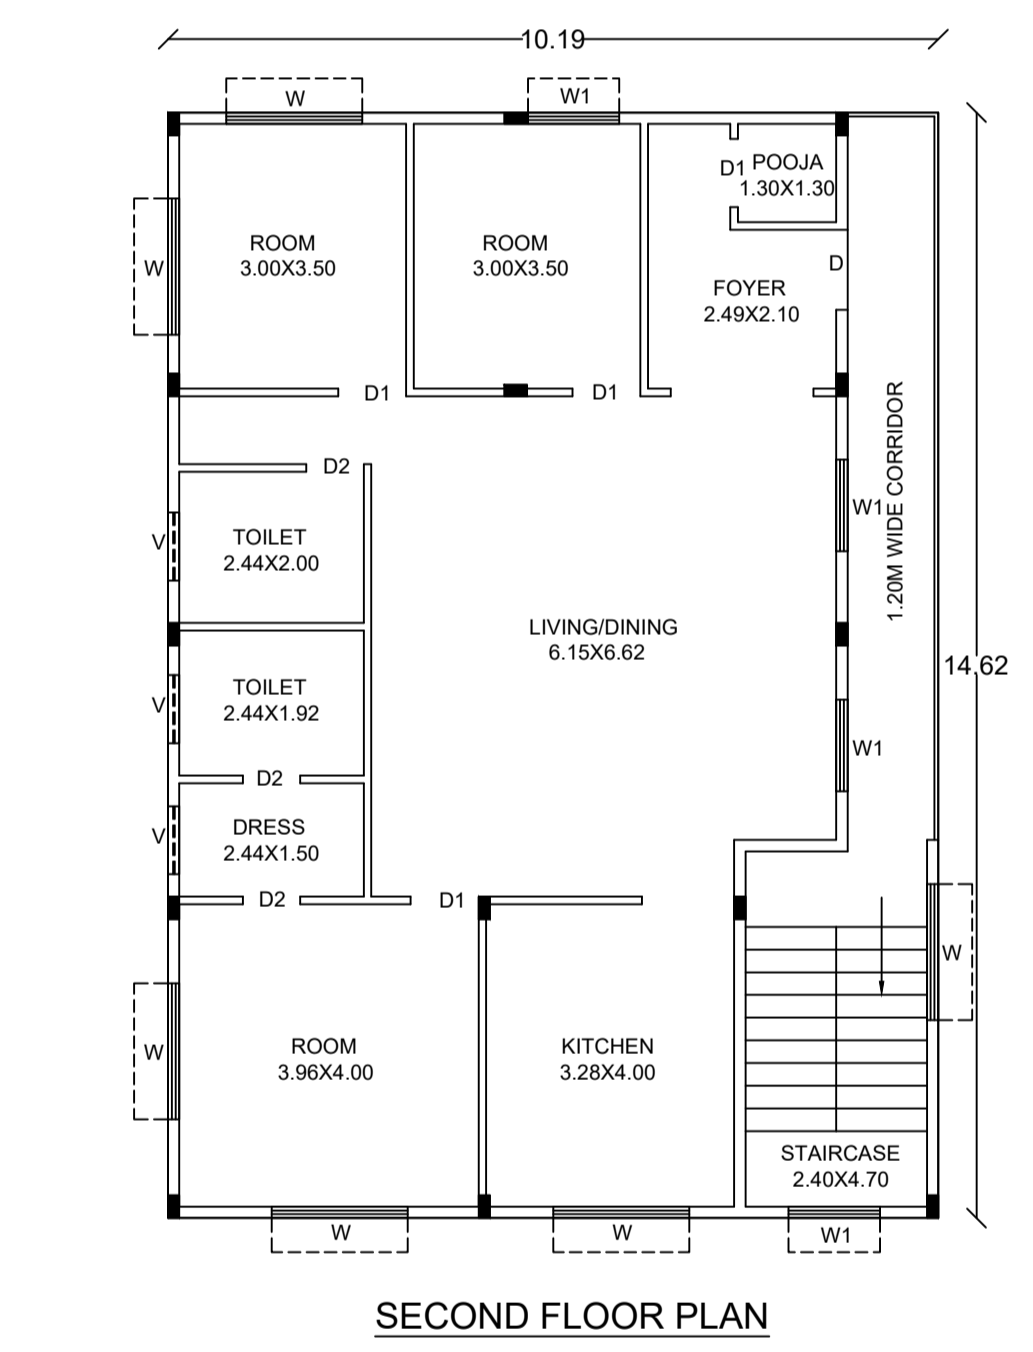 10.19
W
W1
D1
POOJA
1.30X1.30
ROOM
3.00X3.50
ROOM
3.00X3.50
W
D
FOYER
2.49X2.10
D1
D1
1.20M WIDE CORRIDOR
D2
W1
V
TOILET
2.44X2.00
LIVING/DINING
6.15X6.62
14.62
V
TOILET
2.44X1.92
W1
D2
V
DRESS
2.44X1.50
D2
D1
W
W
ROOM
3.96X4.00
KITCHEN
3.28X4.00
STAIRCASE
2.40X4.70
W
W
W1
SECOND FLOOR PLAN